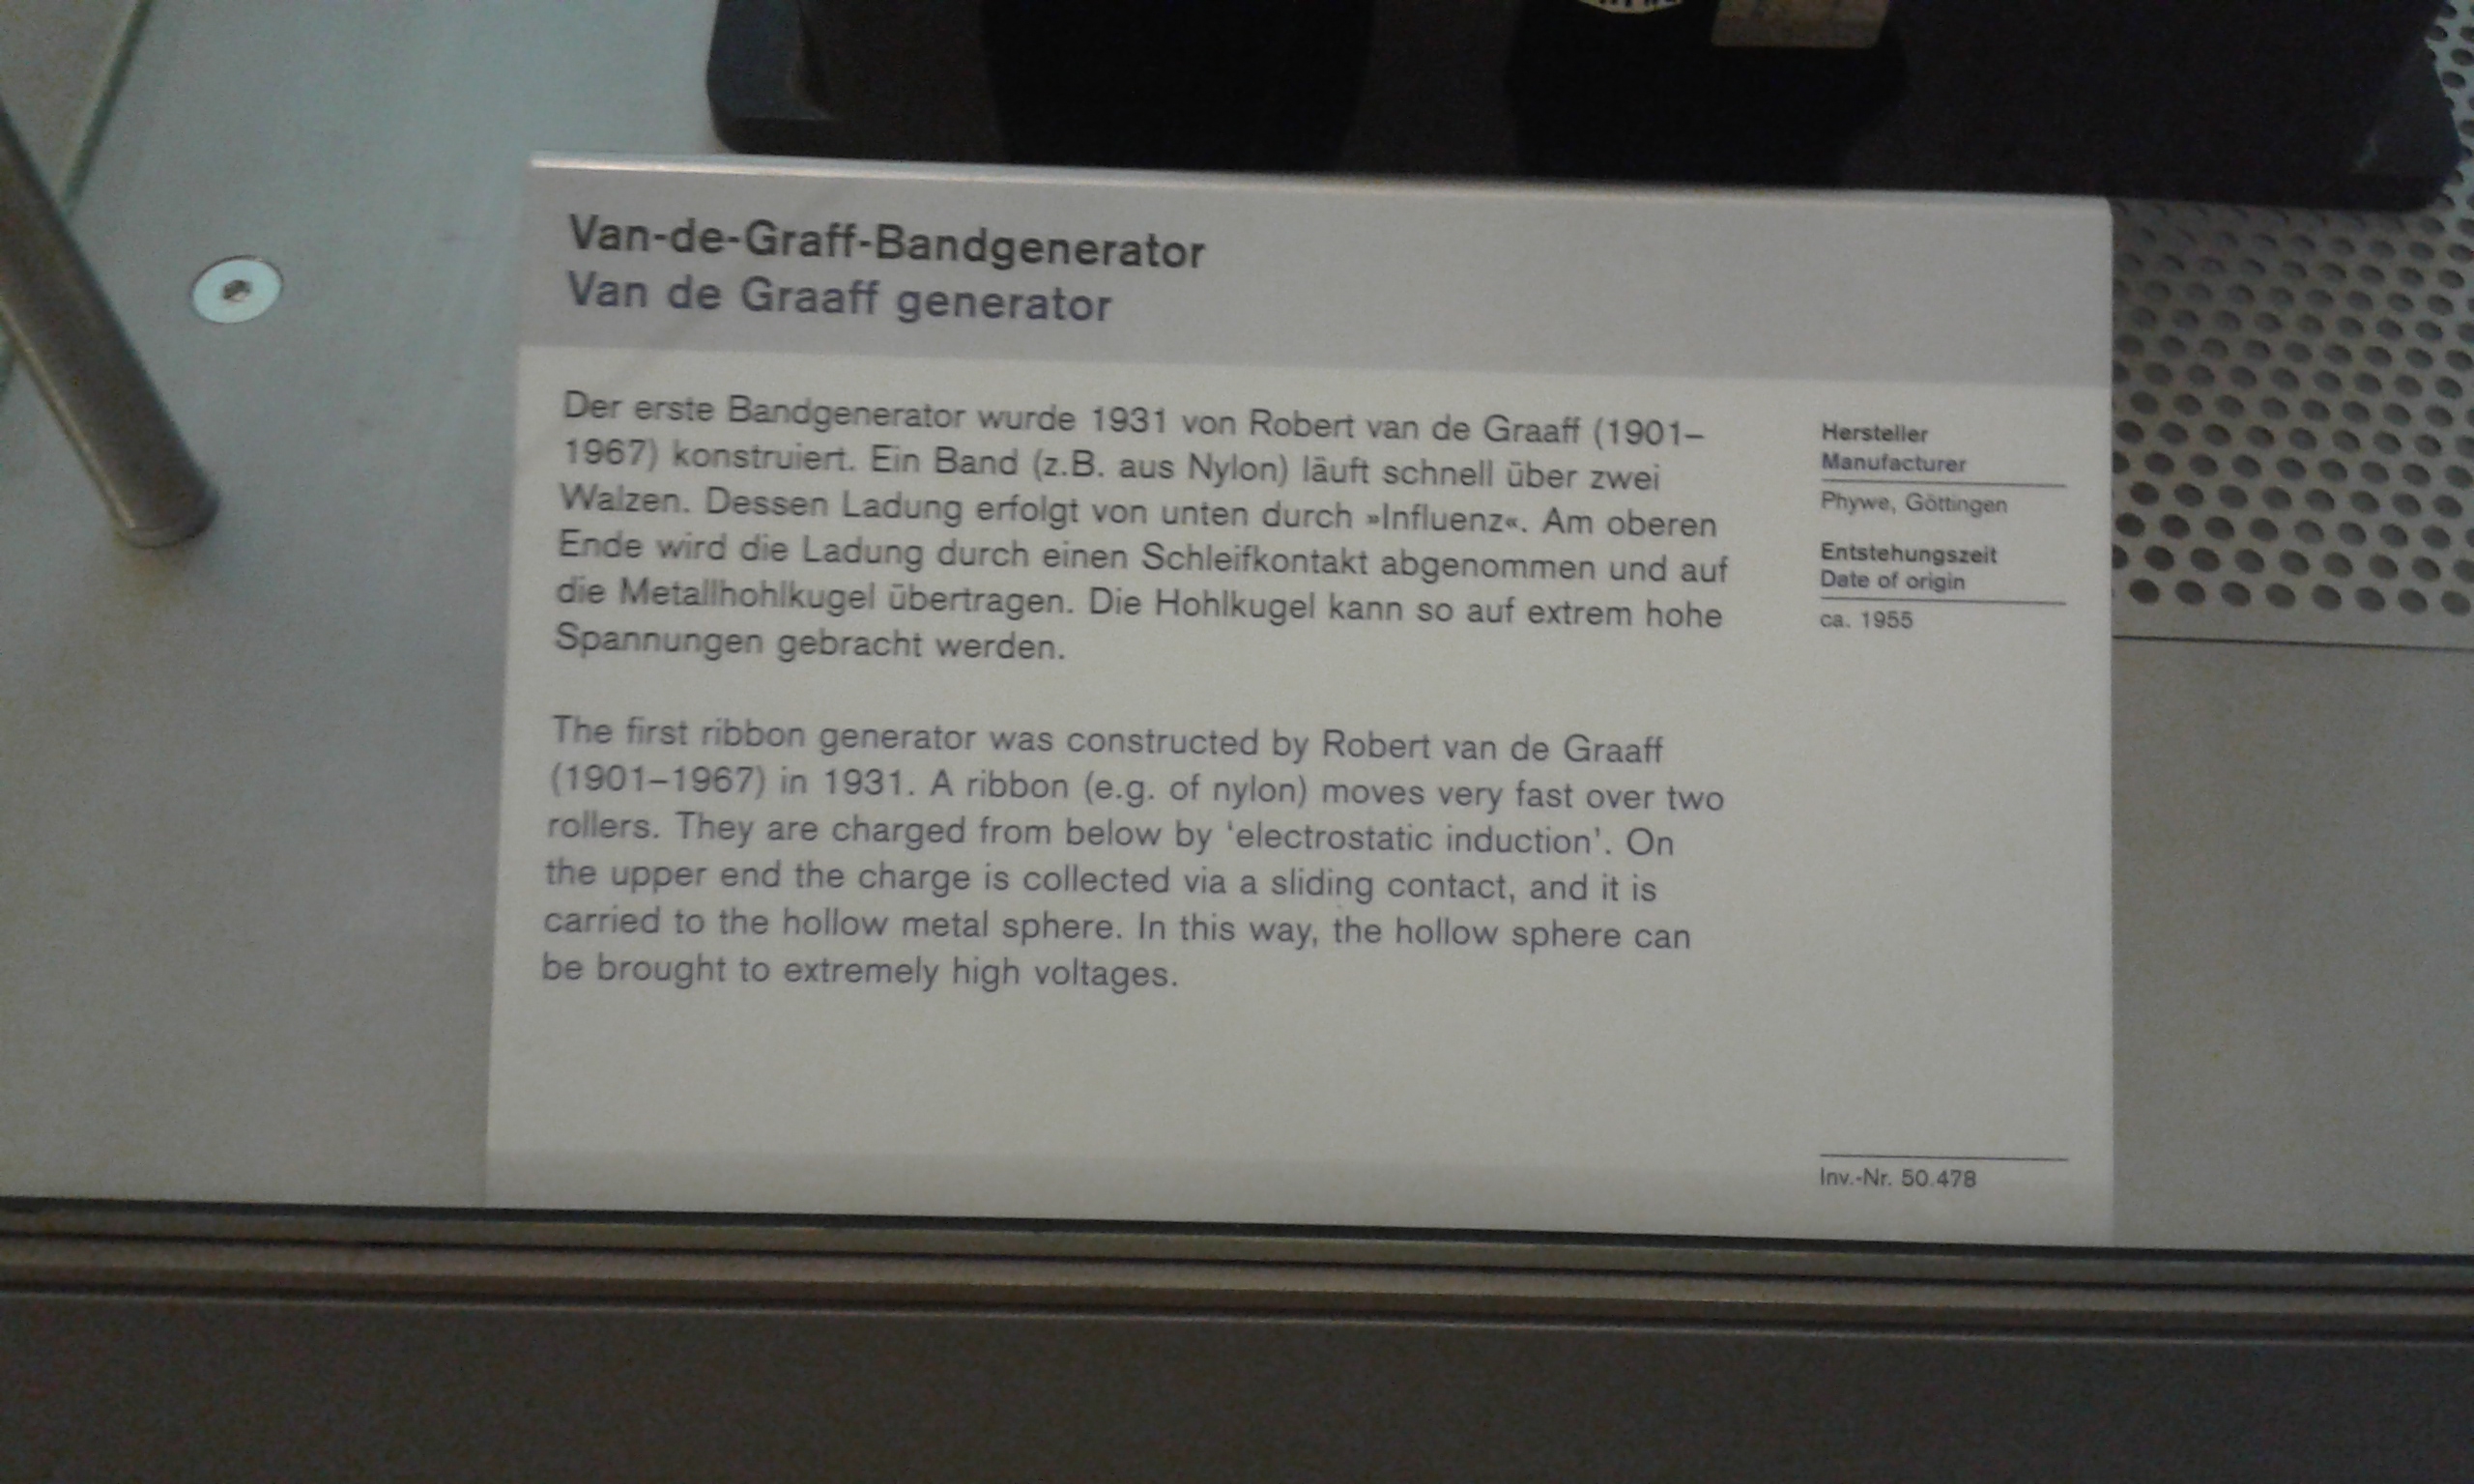 Van-de-Graff-Bandgenerator
Van de Graaff generator
Der erste Bandgenerator wurde 1931 von Robert van de Graaff (1901–
1967) konstruiert. Ein Band (z.B. aus Nylon) läuft schnell über zwei
Walzen. Dessen Ladung erfolgt von unten durch »Influenz«. Am oberen
Ende wird die Ladung durch einen Schleifkontakt abgenommen und auf
die Metallhohlkugel übertragen. Die Hohlkugel kann so auf extrem hohe
Spannungen gebracht werden.
The first ribbon generator was constructed by Robert van de Graaff
(1901–1967) in 1931. A ribbon (e.g. of nylon) moves very fast over two
rollers. They are charged from below by ‘electrostatic induction’. On
the upper end the charge is collected via a sliding contact, and it is
carried to the hollow metal sphere. In this way, the hollow sphere can
be brought to extremely high voltages.
Hersteller
Manufacturer
Phywe, Göttingen
Entstehungszeit
Date of origin
ca. 1955
Inv.-Nr. 50.478